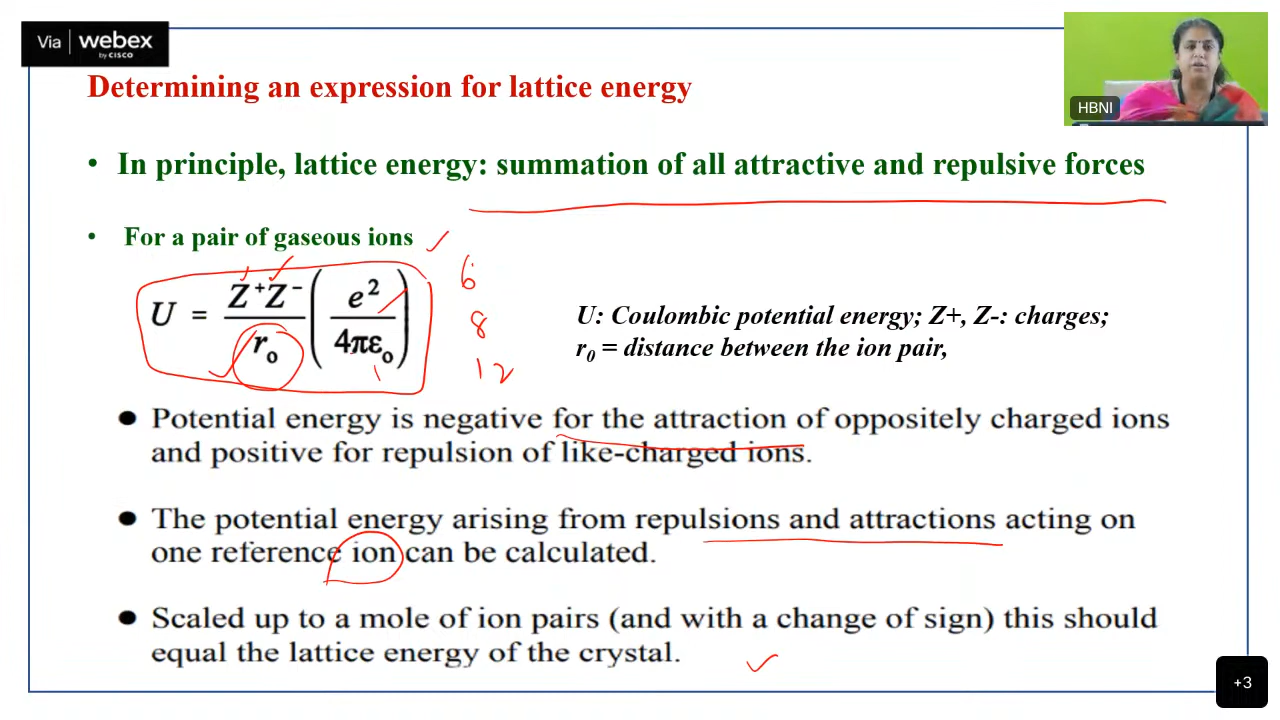 Via | webex
by CISCO
HBNI
Determining an expression for lattice energy
• In principle, lattice energy: summation of all attractive and repulsive forces
• For a pair of gaseous ions
U = Z⁺Z⁻ / r₀ (e² / 4πε₀)
6
8
12
U: Coulombic potential energy; Z+, Z-: charges;
r₀ = distance between the ion pair,
● Potential energy is negative for the attraction of oppositely charged ions
and positive for repulsion of like-charged ions.
● The potential energy arising from repulsions and attractions acting on
one reference ion can be calculated.
● Scaled up to a mole of ion pairs (and with a change of sign) this should
equal the lattice energy of the crystal.
+3